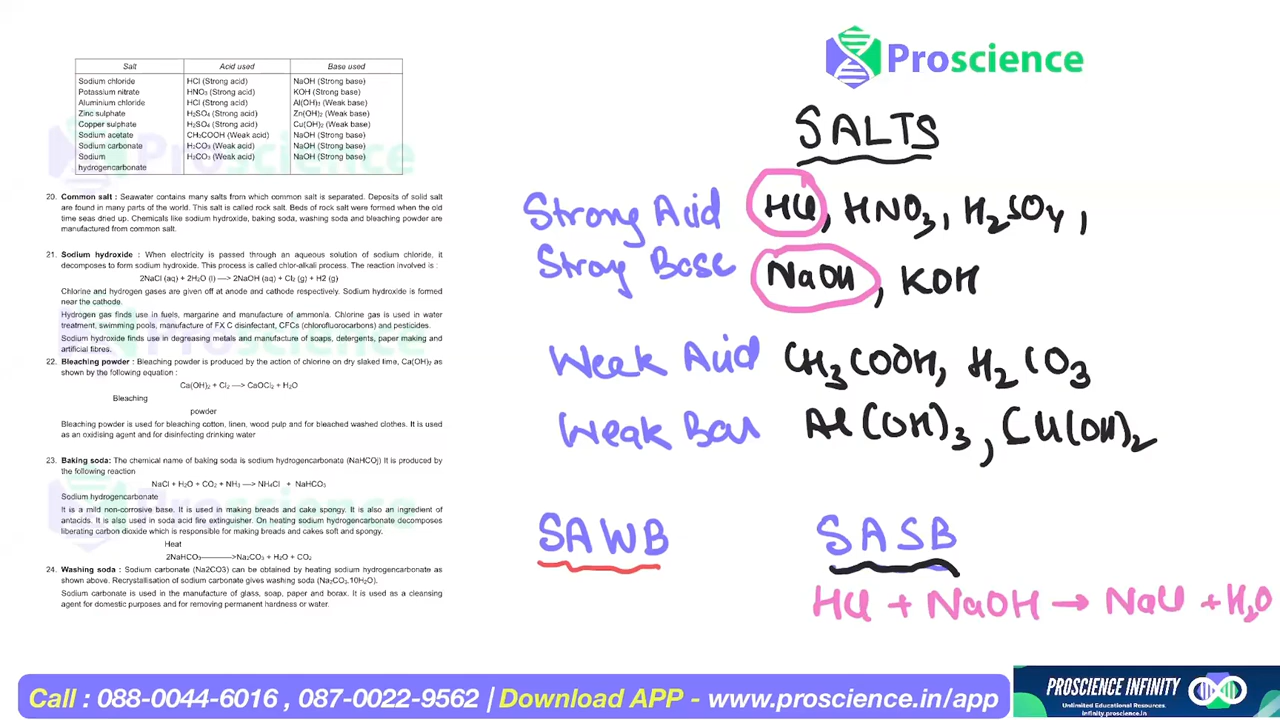 Proscience
SALTS
Salt Acid used Base used
Sodium chloride HCl (Strong acid) NaOH (Strong base)
Potassium nitrate HNO3 (Strong acid) KOH (Strong base)
Aluminium chloride HCl (Strong acid) Al(OH)3 (Weak base)
Zinc sulphate H2SO4 (Strong acid) Zn(OH)2 (Weak base)
Copper sulphate H2SO4 (Strong acid) Cu(OH)2 (Weak base)
Sodium acetate CH3COOH (Weak acid) NaOH (Strong base)
Sodium carbonate H2CO3 (Weak acid) NaOH (Strong base)
Sodium H2CO3 (Weak acid) NaOH (Strong base)
hydrogencarbonate
20. Common salt : Seawater contains many salts from which common salt is separated. Deposits of solid salt
are found in many parts of the world. This salt is called rock salt. Beds of rock salt were formed when the old
time seas dried up. Chemicals like sodium hydroxide, baking soda, washing soda and bleaching powder are
manufactured from common salt.
21. Sodium hydroxide : When electricity is passed through an aqueous solution of sodium chloride, it
decomposes to form sodium hydroxide. This process is called chlor-alkali process. The reaction involved is :
2NaCl (aq) + 2H2O (l) —> 2NaOH (aq) + Cl2 (g) + H2 (g)
Chlorine and hydrogen gases are given off at anode and cathode respectively. Sodium hydroxide is formed
near the cathode.
Hydrogen gas finds use in fuels, margarine and manufacture of ammonia. Chlorine gas is used in water
treatment, swimming pools, manufacture of FX C disinfectant, CFCs (chlorofluorocarbons) and pesticides.
Sodium hydroxide finds use in degreasing metals and manufacture of soaps, detergents, paper making and
artificial fibres.
22. Bleaching powder : Bleaching powder is produced by the action of chlorine on dry slaked lime, Ca(OH)2 as
shown by the following equation :
Ca(OH)2 + Cl2 —> CaOCl2 + H2O
Bleaching
powder
Bleaching powder is used for bleaching cotton, linen, wood pulp and for bleached washed clothes. It is used
as an oxidising agent and for disinfecting drinking water
23. Baking soda: The chemical name of baking soda is sodium hydrogencarbonate (NaHCO3) It is produced by
the following reaction
NaCl + H2O + CO2 + NH3 —> NH4Cl + NaHCO3
Sodium hydrogencarbonate
It is a mild non-corrosive base. It is used in making breads and cake spongy. It is also an ingredient of
antacids. It is also used in soda acid fire extinguisher. On heating sodium hydrogencarbonate decomposes
liberating carbon dioxide which is responsible for making breads and cakes soft and spongy.
Heat
2NaHCO3———>Na2CO3 + H2O + CO2
24. Washing soda : Sodium carbonate (Na2CO3) can be obtained by heating sodium hydrogencarbonate as
shown above. Recrystallisation of sodium carbonate gives washing soda (Na2CO3.10H2O).
Sodium carbonate is used in the manufacture of glass, soap, paper and borax. It is used as a cleansing
agent for domestic purposes and for removing permanent hardness or water.
Strong Acid HCl, HNO3, H2SO4,
Strong Base NaOH, KOH
Weak Acid CH3COOH, H2CO3
Weak Base Al(OH)3, Cu(OH)2
SAWB SASB
HCl + NaOH → NaCl + H2O
Call : 088-0044-6016 , 087-0022-9562 | Download APP - www.proscience.in/app
PROSCIENCE INFINITY
Unlimited Educational Resources.
infinity.proscience.in